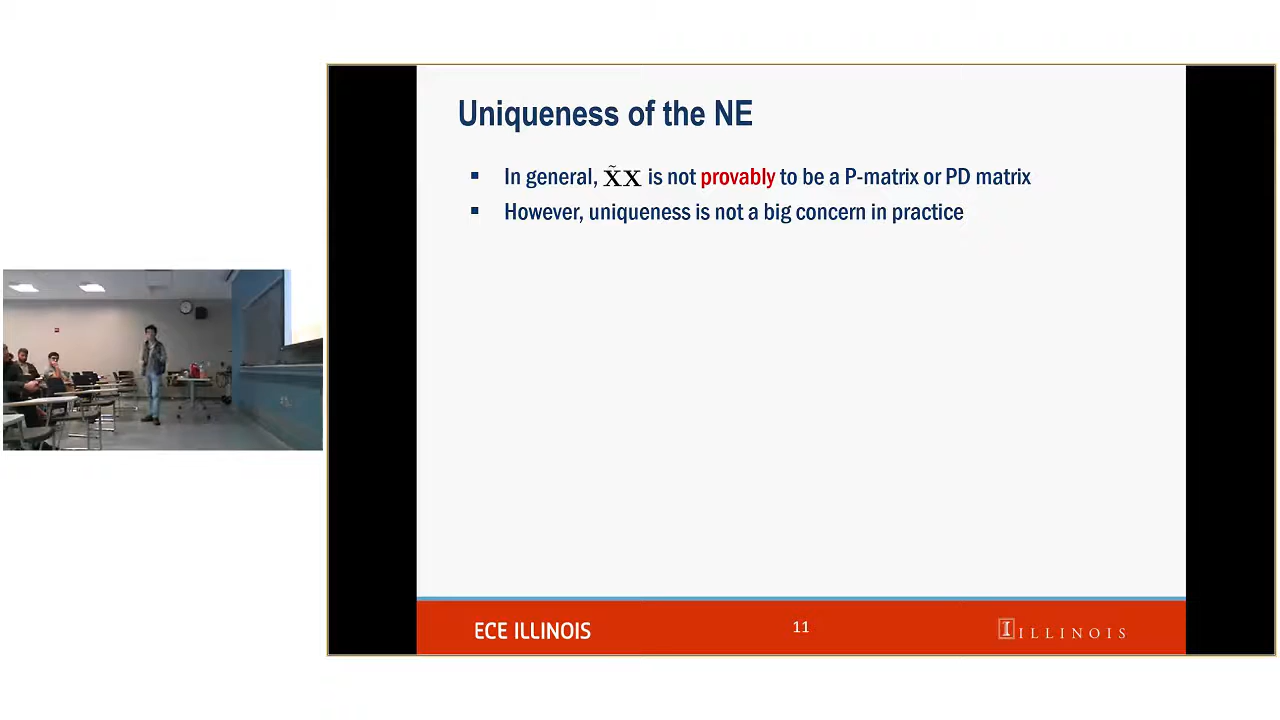 Uniqueness of the NE
▪ In general, X̃X is not provably to be a P-matrix or PD matrix
▪ However, uniqueness is not a big concern in practice
ECE ILLINOIS
11
I ILLINOIS